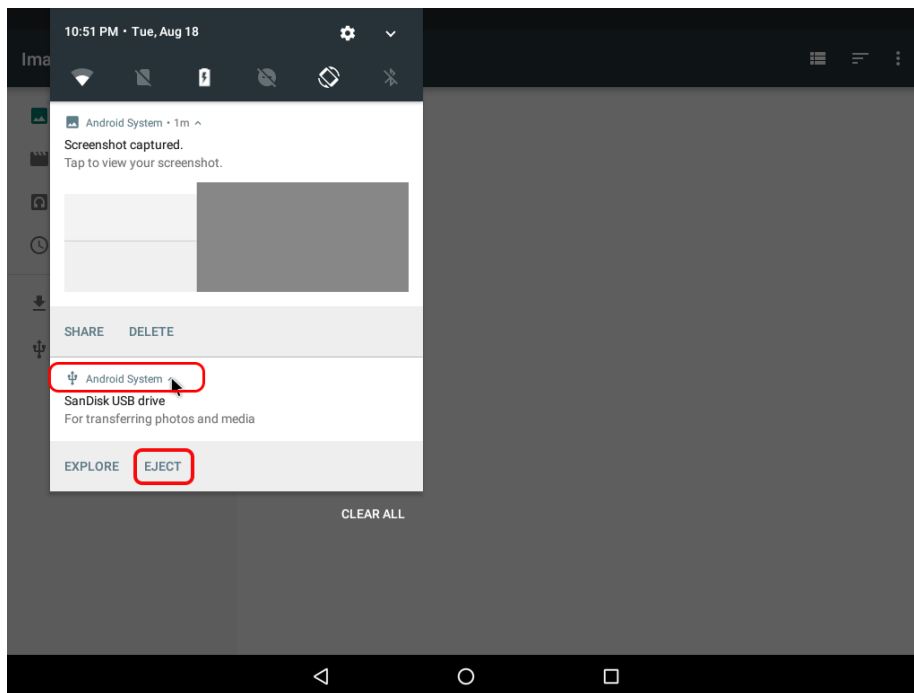 10:51 PM • Tue, Aug 18
Ima
Android System • 1m
Screenshot captured.
Tap to view your screenshot.
SHARE DELETE
Android System
SanDisk USB drive
For transferring photos and media
EXPLORE EJECT
CLEAR ALL